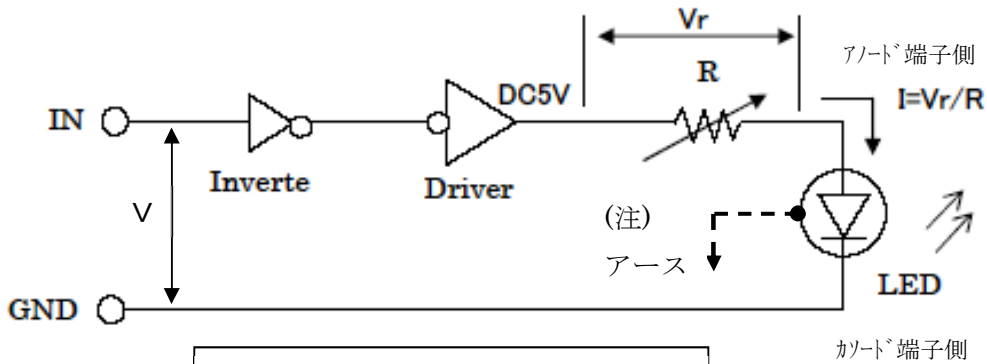 Vr
アノード端子側
R
DC5V
I=Vr/R
IN
Inverte
Driver
V
(注)
アース
LED
GND
カソード端子側